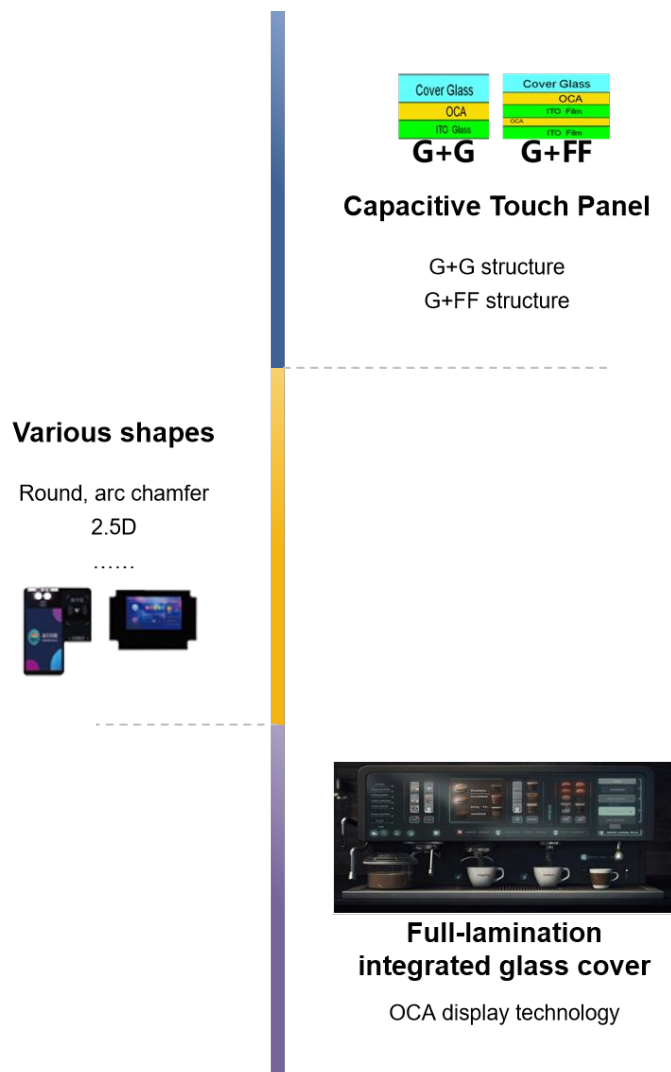 Cover Glass
OCA
ITO Glass
G+G
Cover Glass
OCA
ITO Film
OCA
ITO Film
G+FF
Capacitive Touch Panel
G+G structure
G+FF structure
Various shapes
Round, arc chamfer
2.5D
......
Full-lamination
integrated glass cover
OCA display technology